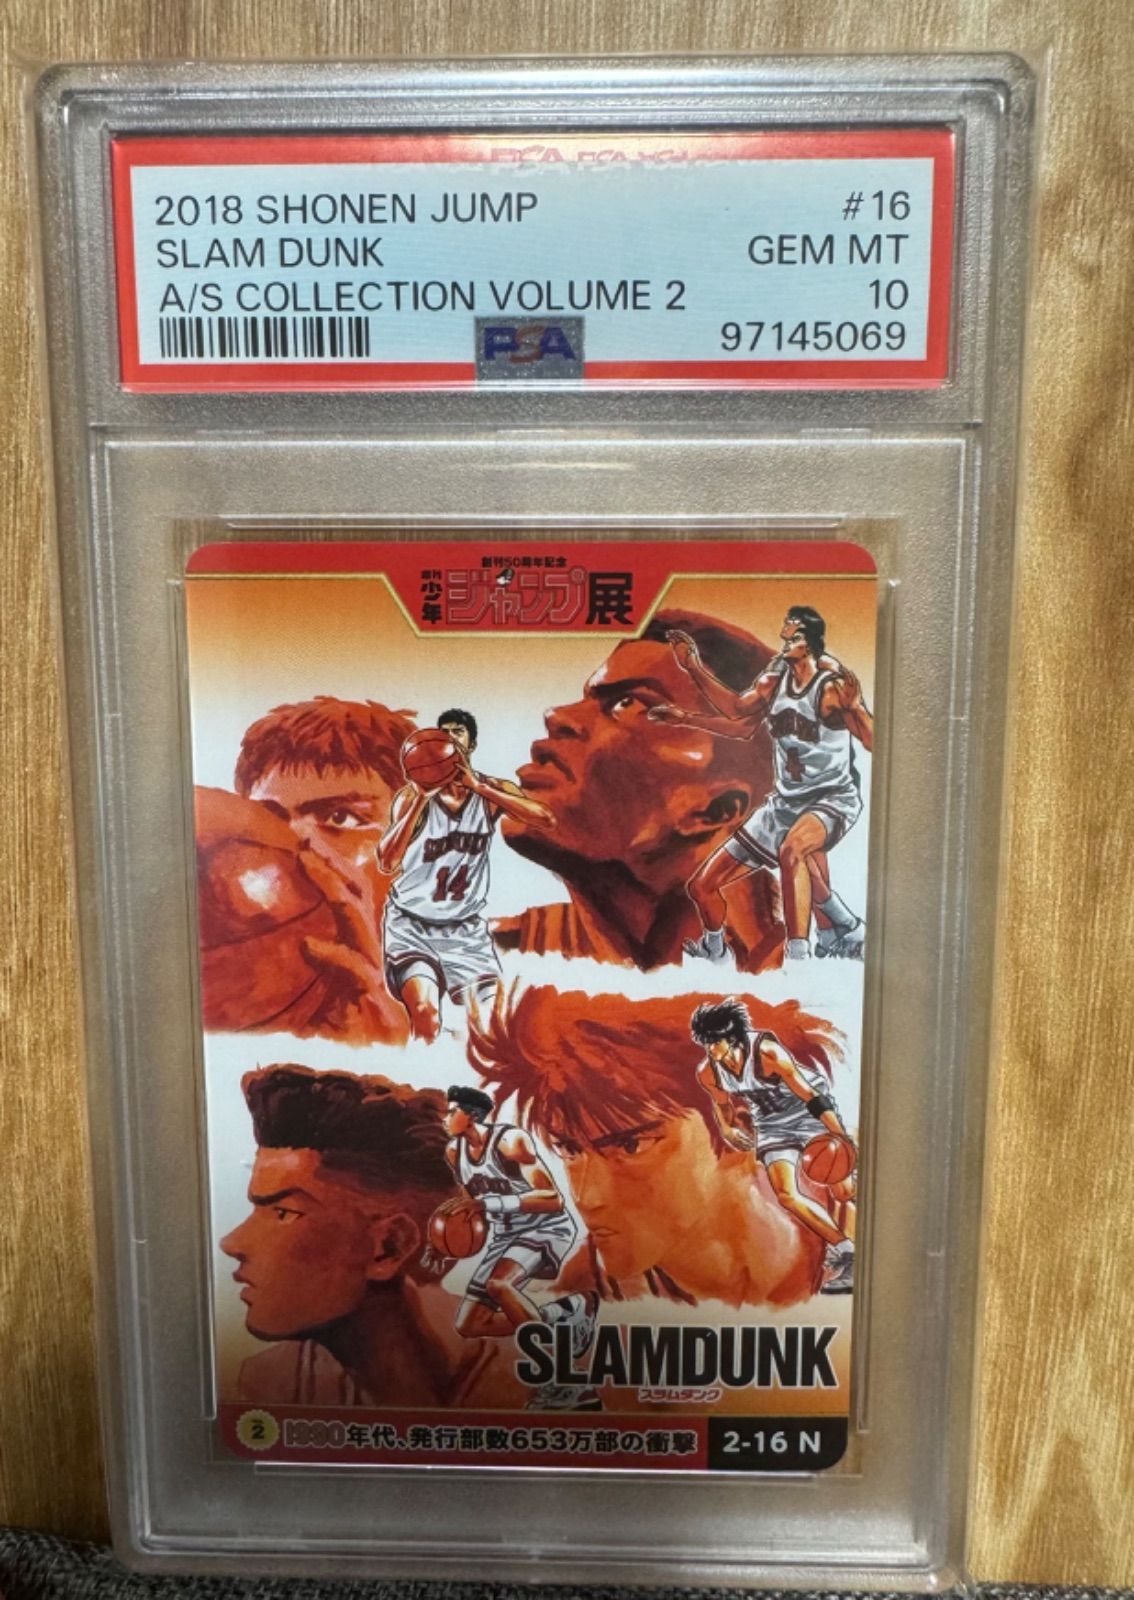 2018 SHONEN JUMP #16
SLAM DUNK GEM MT
A/S COLLECTION VOLUME 2 10
PSA 97145069
創刊50周年記念
週刊少年ジャンプ展
14
4
SLAMDUNK
スラムダンク
2 1990年代、発行部数653万部の衝撃 2-16 N